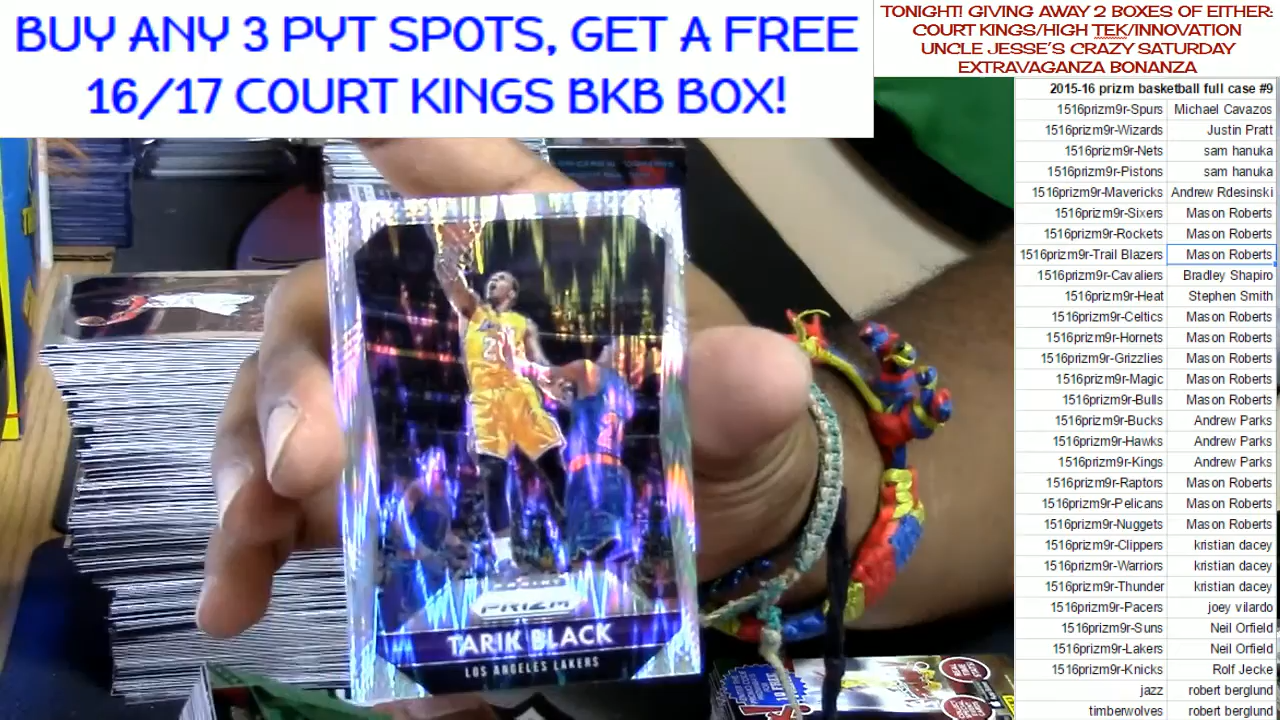 BUY ANY 3 PYT SPOTS, GET A FREE
16/17 COURT KINGS BKB BOX!
TONIGHT! GIVING AWAY 2 BOXES OF EITHER:
COURT KINGS/HIGH TEK/INNOVATION
UNCLE JESSE'S CRAZY SATURDAY
EXTRAVAGANZA BONANZA
2015-16 prizm basketball full case #9
1516prizm9r-Spurs Michael Cavazos
1516prizm9r-Wizards Justin Pratt
1516prizm9r-Nets sam hanuka
1516prizm9r-Pistons sam hanuka
1516prizm9r-Mavericks Andrew Rdesinski
1516prizm9r-Sixers Mason Roberts
1516prizm9r-Rockets Mason Roberts
1516prizm9r-Trail Blazers Mason Roberts
1516prizm9r-Cavaliers Bradley Shapiro
1516prizm9r-Heat Stephen Smith
1516prizm9r-Celtics Mason Roberts
1516prizm9r-Hornets Mason Roberts
1516prizm9r-Grizzlies Mason Roberts
1516prizm9r-Magic Mason Roberts
1516prizm9r-Bulls Mason Roberts
1516prizm9r-Bucks Andrew Parks
1516prizm9r-Hawks Andrew Parks
1516prizm9r-Kings Andrew Parks
1516prizm9r-Raptors Mason Roberts
1516prizm9r-Pelicans Mason Roberts
1516prizm9r-Nuggets Mason Roberts
1516prizm9r-Clippers kristian dacey
1516prizm9r-Warriors kristian dacey
1516prizm9r-Thunder kristian dacey
1516prizm9r-Pacers joey vilardo
1516prizm9r-Suns Neil Orfield
1516prizm9r-Lakers Neil Orfield
1516prizm9r-Knicks Rolf Jecke
jazz robert berglund
timberwolves robert berglund
PRIZM
TARIK BLACK
LOS ANGELES LAKERS